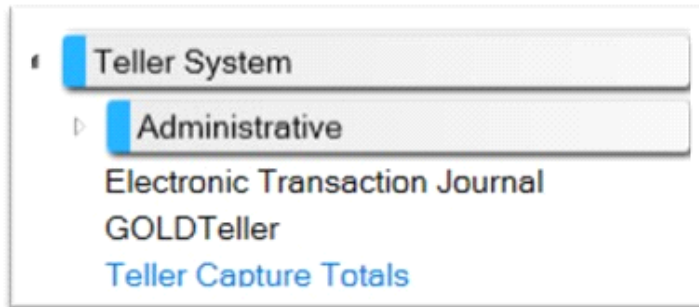 Teller System
Administrative
Electronic Transaction Journal
GOLDTeller
Teller Capture Totals